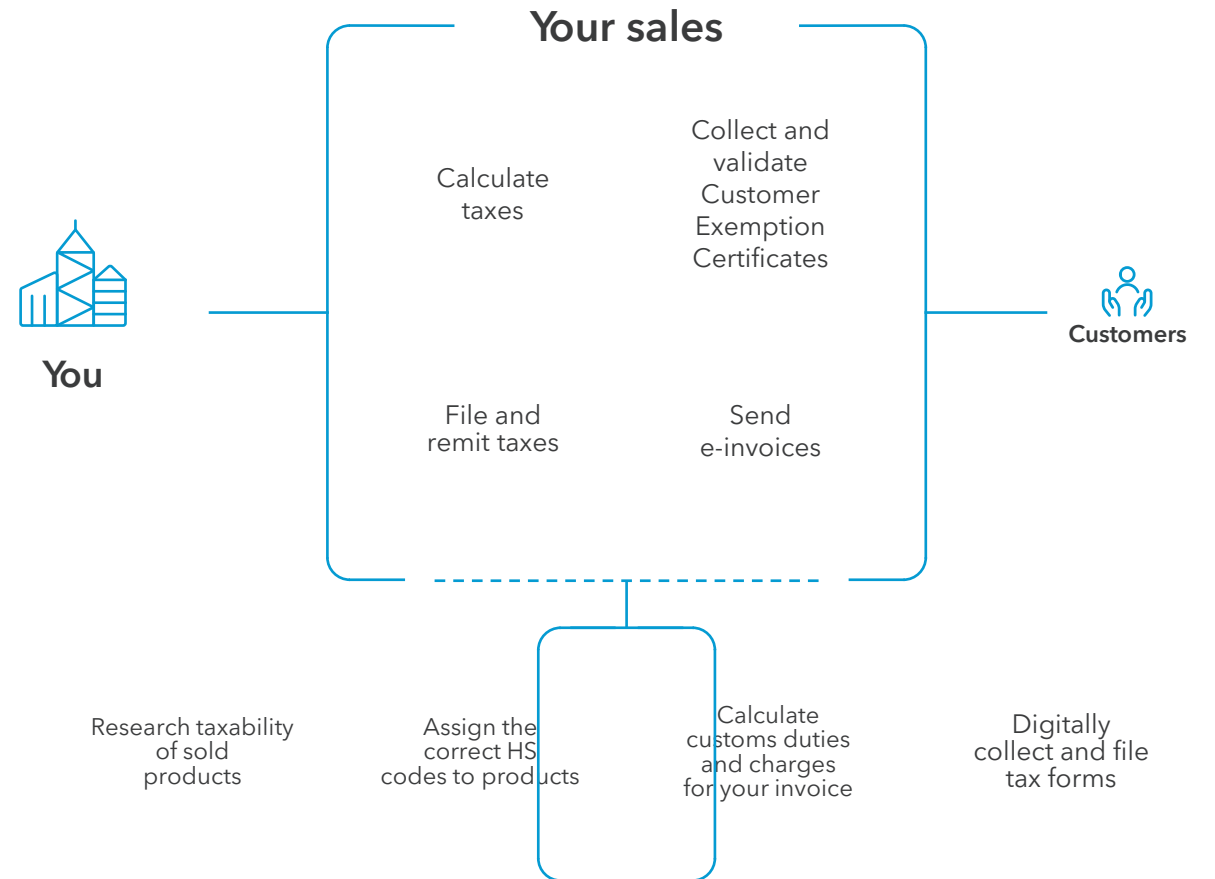 Your sales
Calculate
taxes
Collect and
validate
Customer
Exemption
Certificates
You
Customers
File and
remit taxes
Send
e-invoices
Research taxability
of sold
products
Assign the
correct HS
codes to products
Calculate
customs duties
and charges
for your invoice
Digitally
collect and file
tax forms